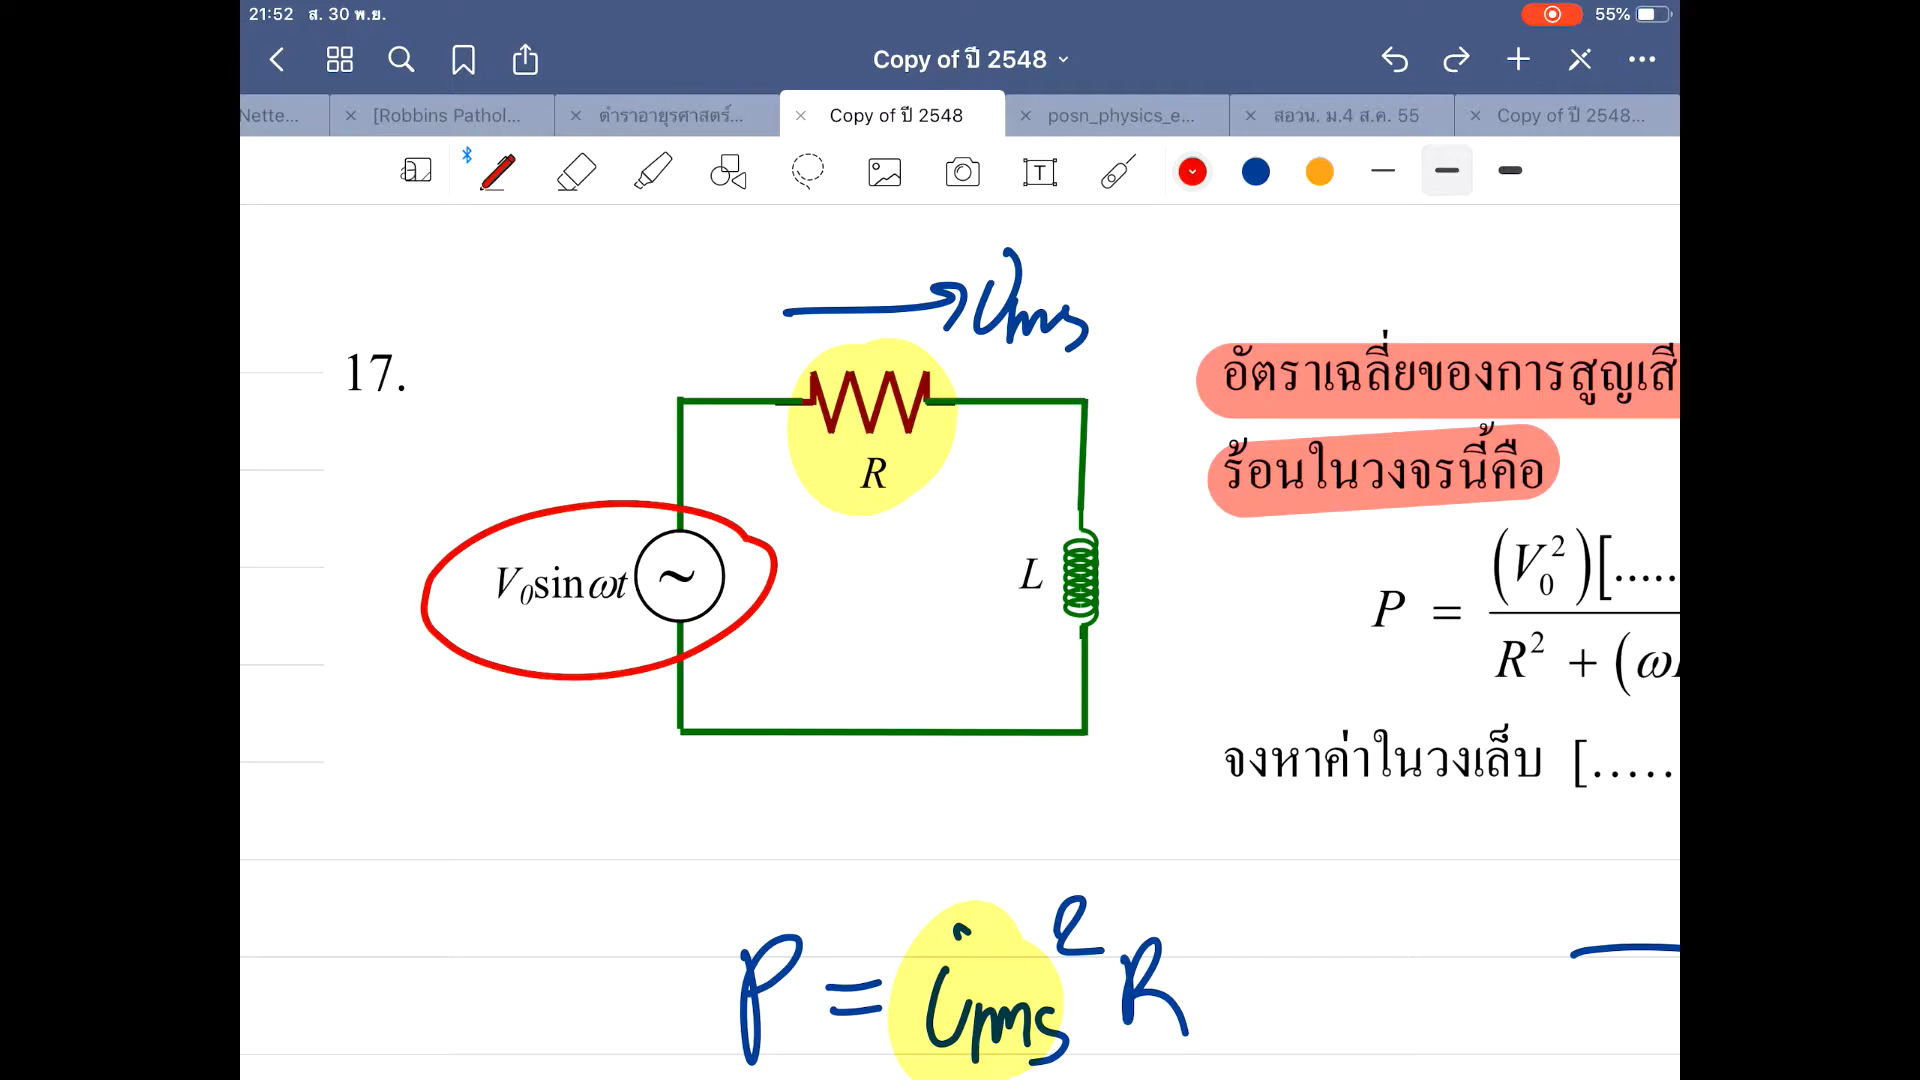 21:52 ส. 30 พ.ย.
55%
Copy of ปี 2548
Nette...
[Robbins Pathol...
ตำราอายุรศาสตร์...
Copy of ปี 2548
posn_physics_e...
สอวน. ม.4 ส.ค. 55
Copy of ปี 2548...
T
irms
17.
R
V₀sinωt
~
L
อัตราเฉลี่ยของการสูญเสี
ร้อนในวงจรนี้คือ
P = (V₀²)[.....
R² + (ω
จงหาค่าในวงเล็บ [.....
P = irms² R